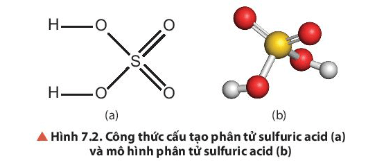 H—O O
S
H—O O
(a) (b)
▲ Hình 7.2. Công thức cấu tạo phân tử sulfuric acid (a)
và mô hình phân tử sulfuric acid (b)